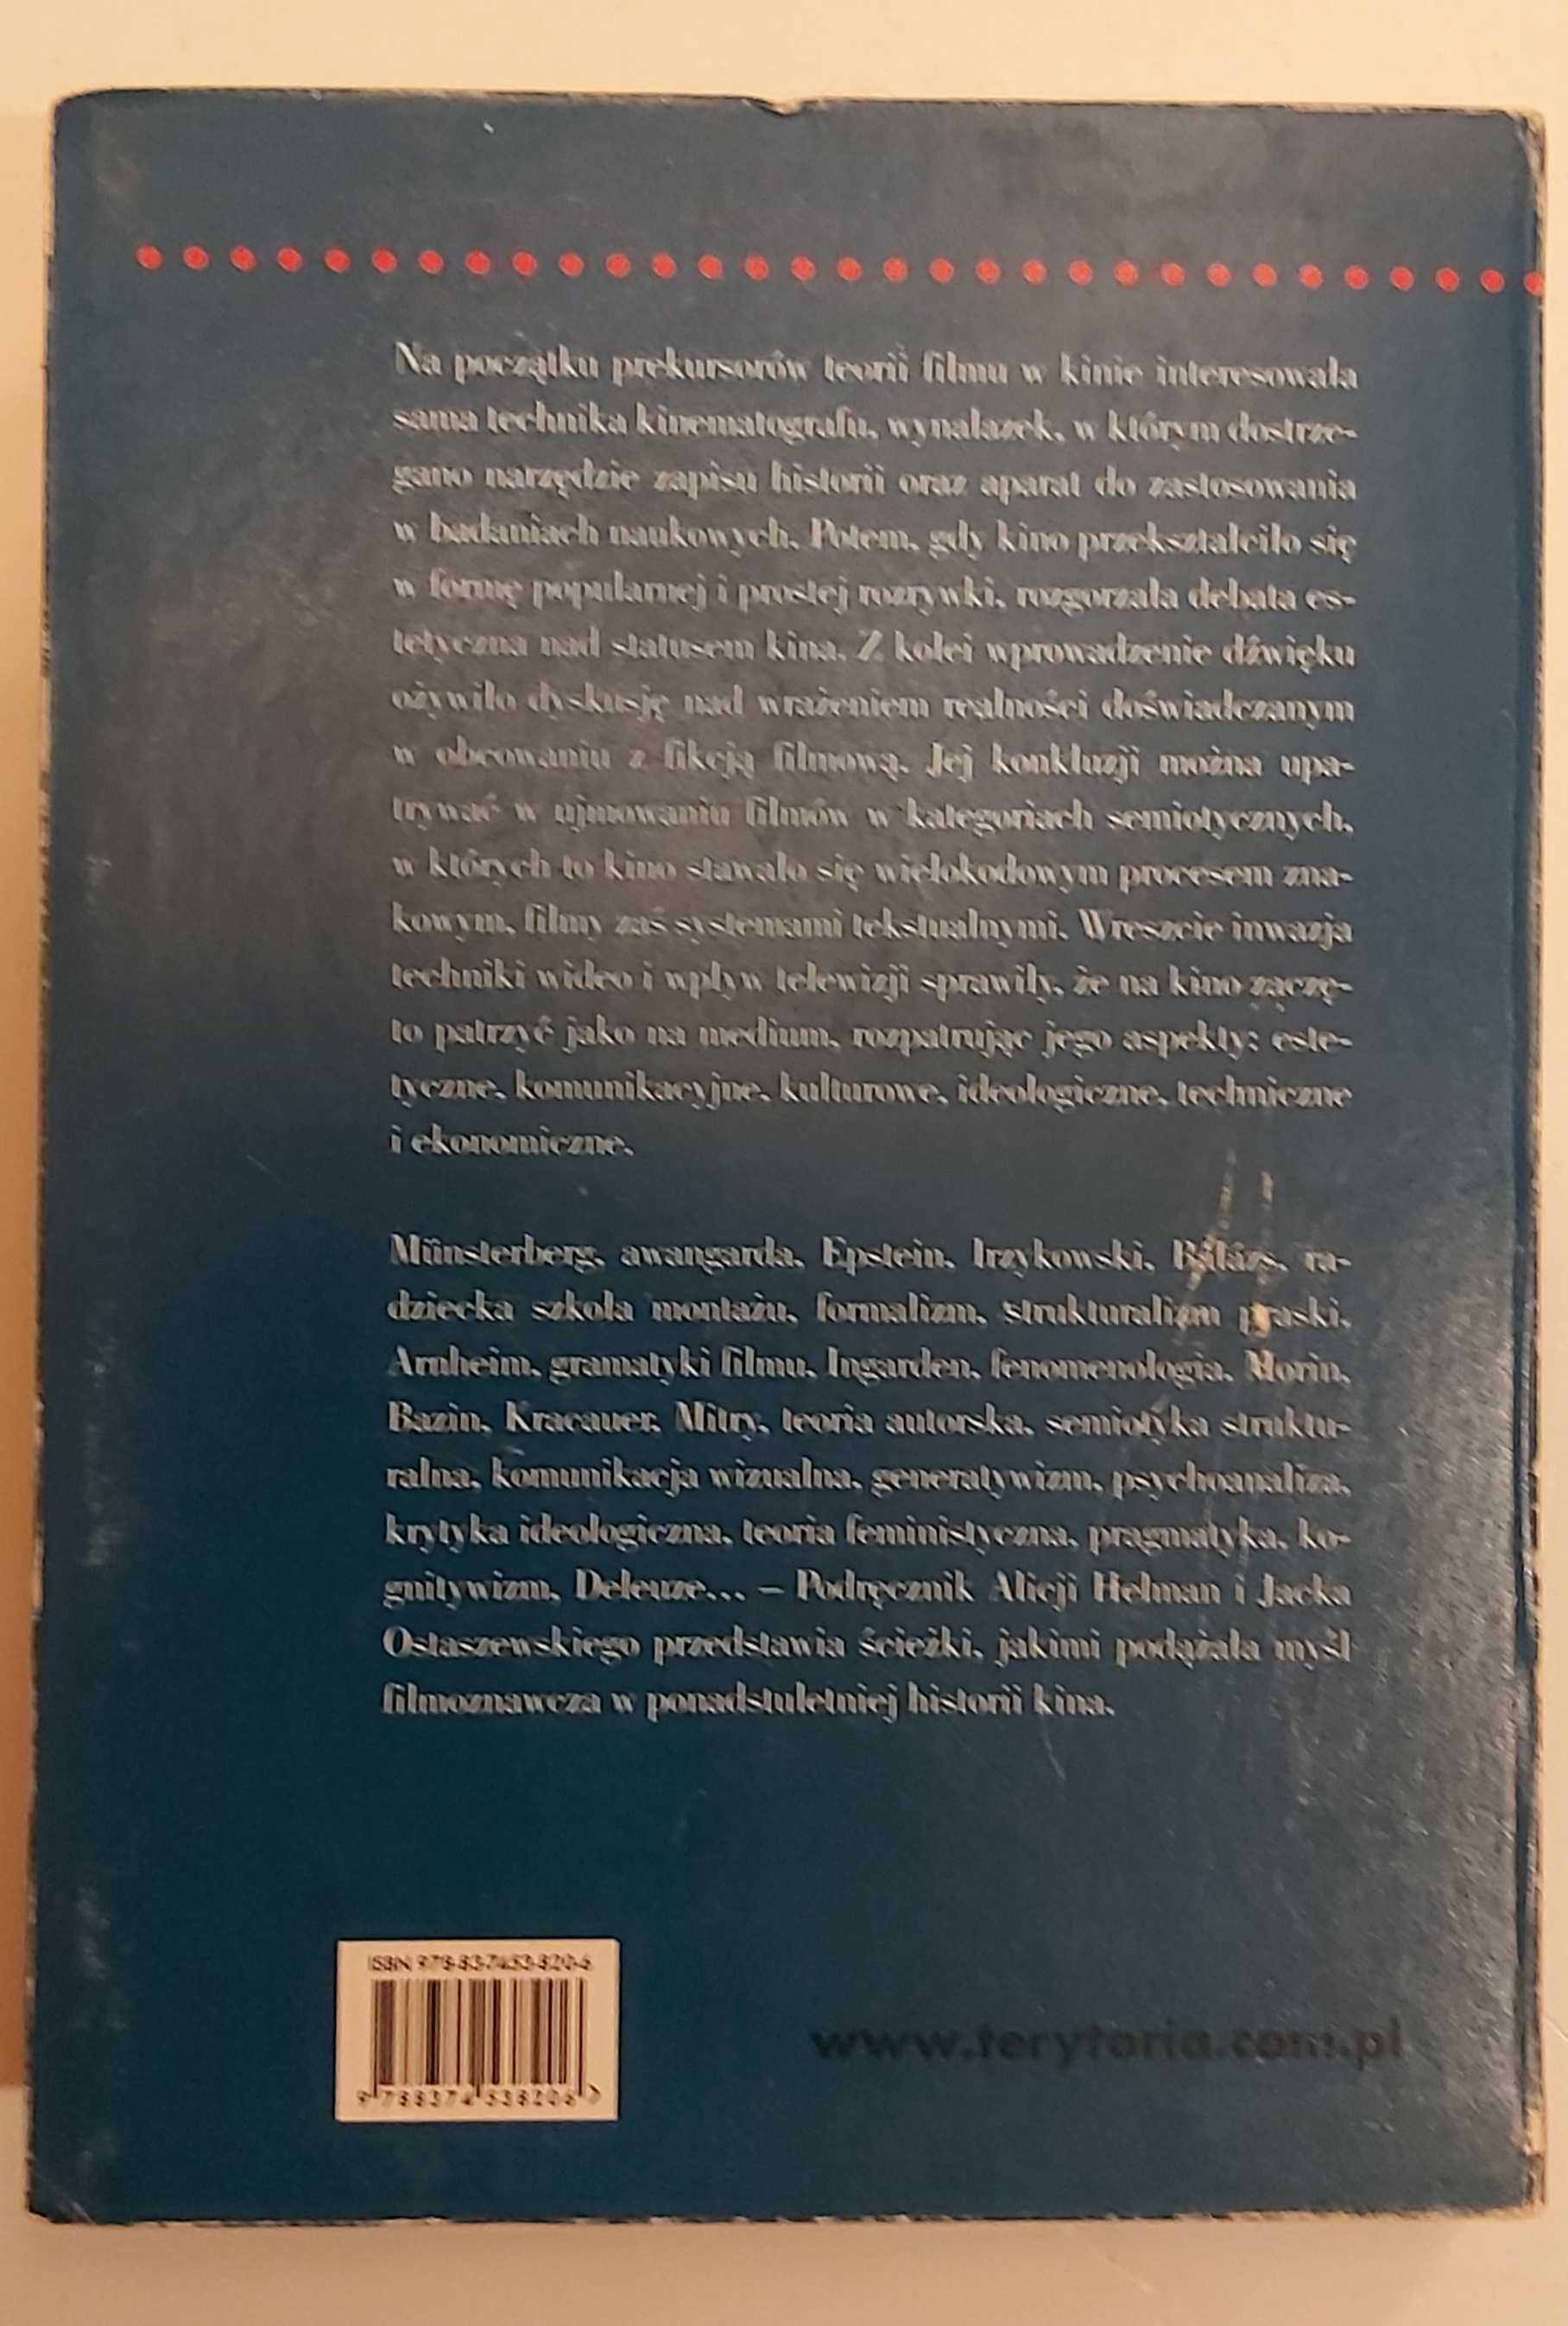 Na początku prekursorów teorii filmu w kinie interesowała
sama technika kinematografu, wynalazek, w którym dostrze-
gano narzędzie zapisu historii oraz aparat do zastosowania
w badaniach naukowych. Potem, gdy kino przekształciło się
w formę popularnej i prostej rozrywki, rozgorzała debata es-
tetyczna nad statusem kina. Z kolei wprowadzenie dźwięku
ożywiło dyskusję nad wrażeniem realności doświadczanym
w obcowaniu z fikcją filmową. Jej konkluzji można upa-
trywać w ujmowaniu filmów w kategoriach semiotycznych,
w których to kino stawało się wielokodowym procesem zna-
kowym, filmy zaś systemami tekstualnymi. Wreszcie inwazja
techniki wideo i wpływ telewizji sprawiły, że na kino zaczę-
to patrzyć jako na medium, rozpatrując jego aspekty: este-
tyczne, komunikacyjne, kulturowe, ideologiczne, techniczne
i ekonomiczne.
Münsterberg, awangarda, Epstein, Irzykowski, Balázs, ra-
dziecka szkoła montażu, formalizm, strukturalizm praski,
Arnheim, gramatyki filmu, Ingarden, fenomenologia, Morin,
Bazin, Kracauer, Mitry, teoria autorska, semiotyka struktu-
ralna, komunikacja wizualna, generatywizm, psychoanaliza,
krytyka ideologiczna, teoria feministyczna, pragmatyka, ko-
gnitywizm, Deleuze... – Podręcznik Alicji Helman i Jacka
Ostaszewskiego przedstawia ścieżki, jakimi podążała myśl
filmoznawcza w ponadstuletniej historii kina.
ISBN 978-83-7453-820-6
9 788374 538206
www.terytoria.com.pl